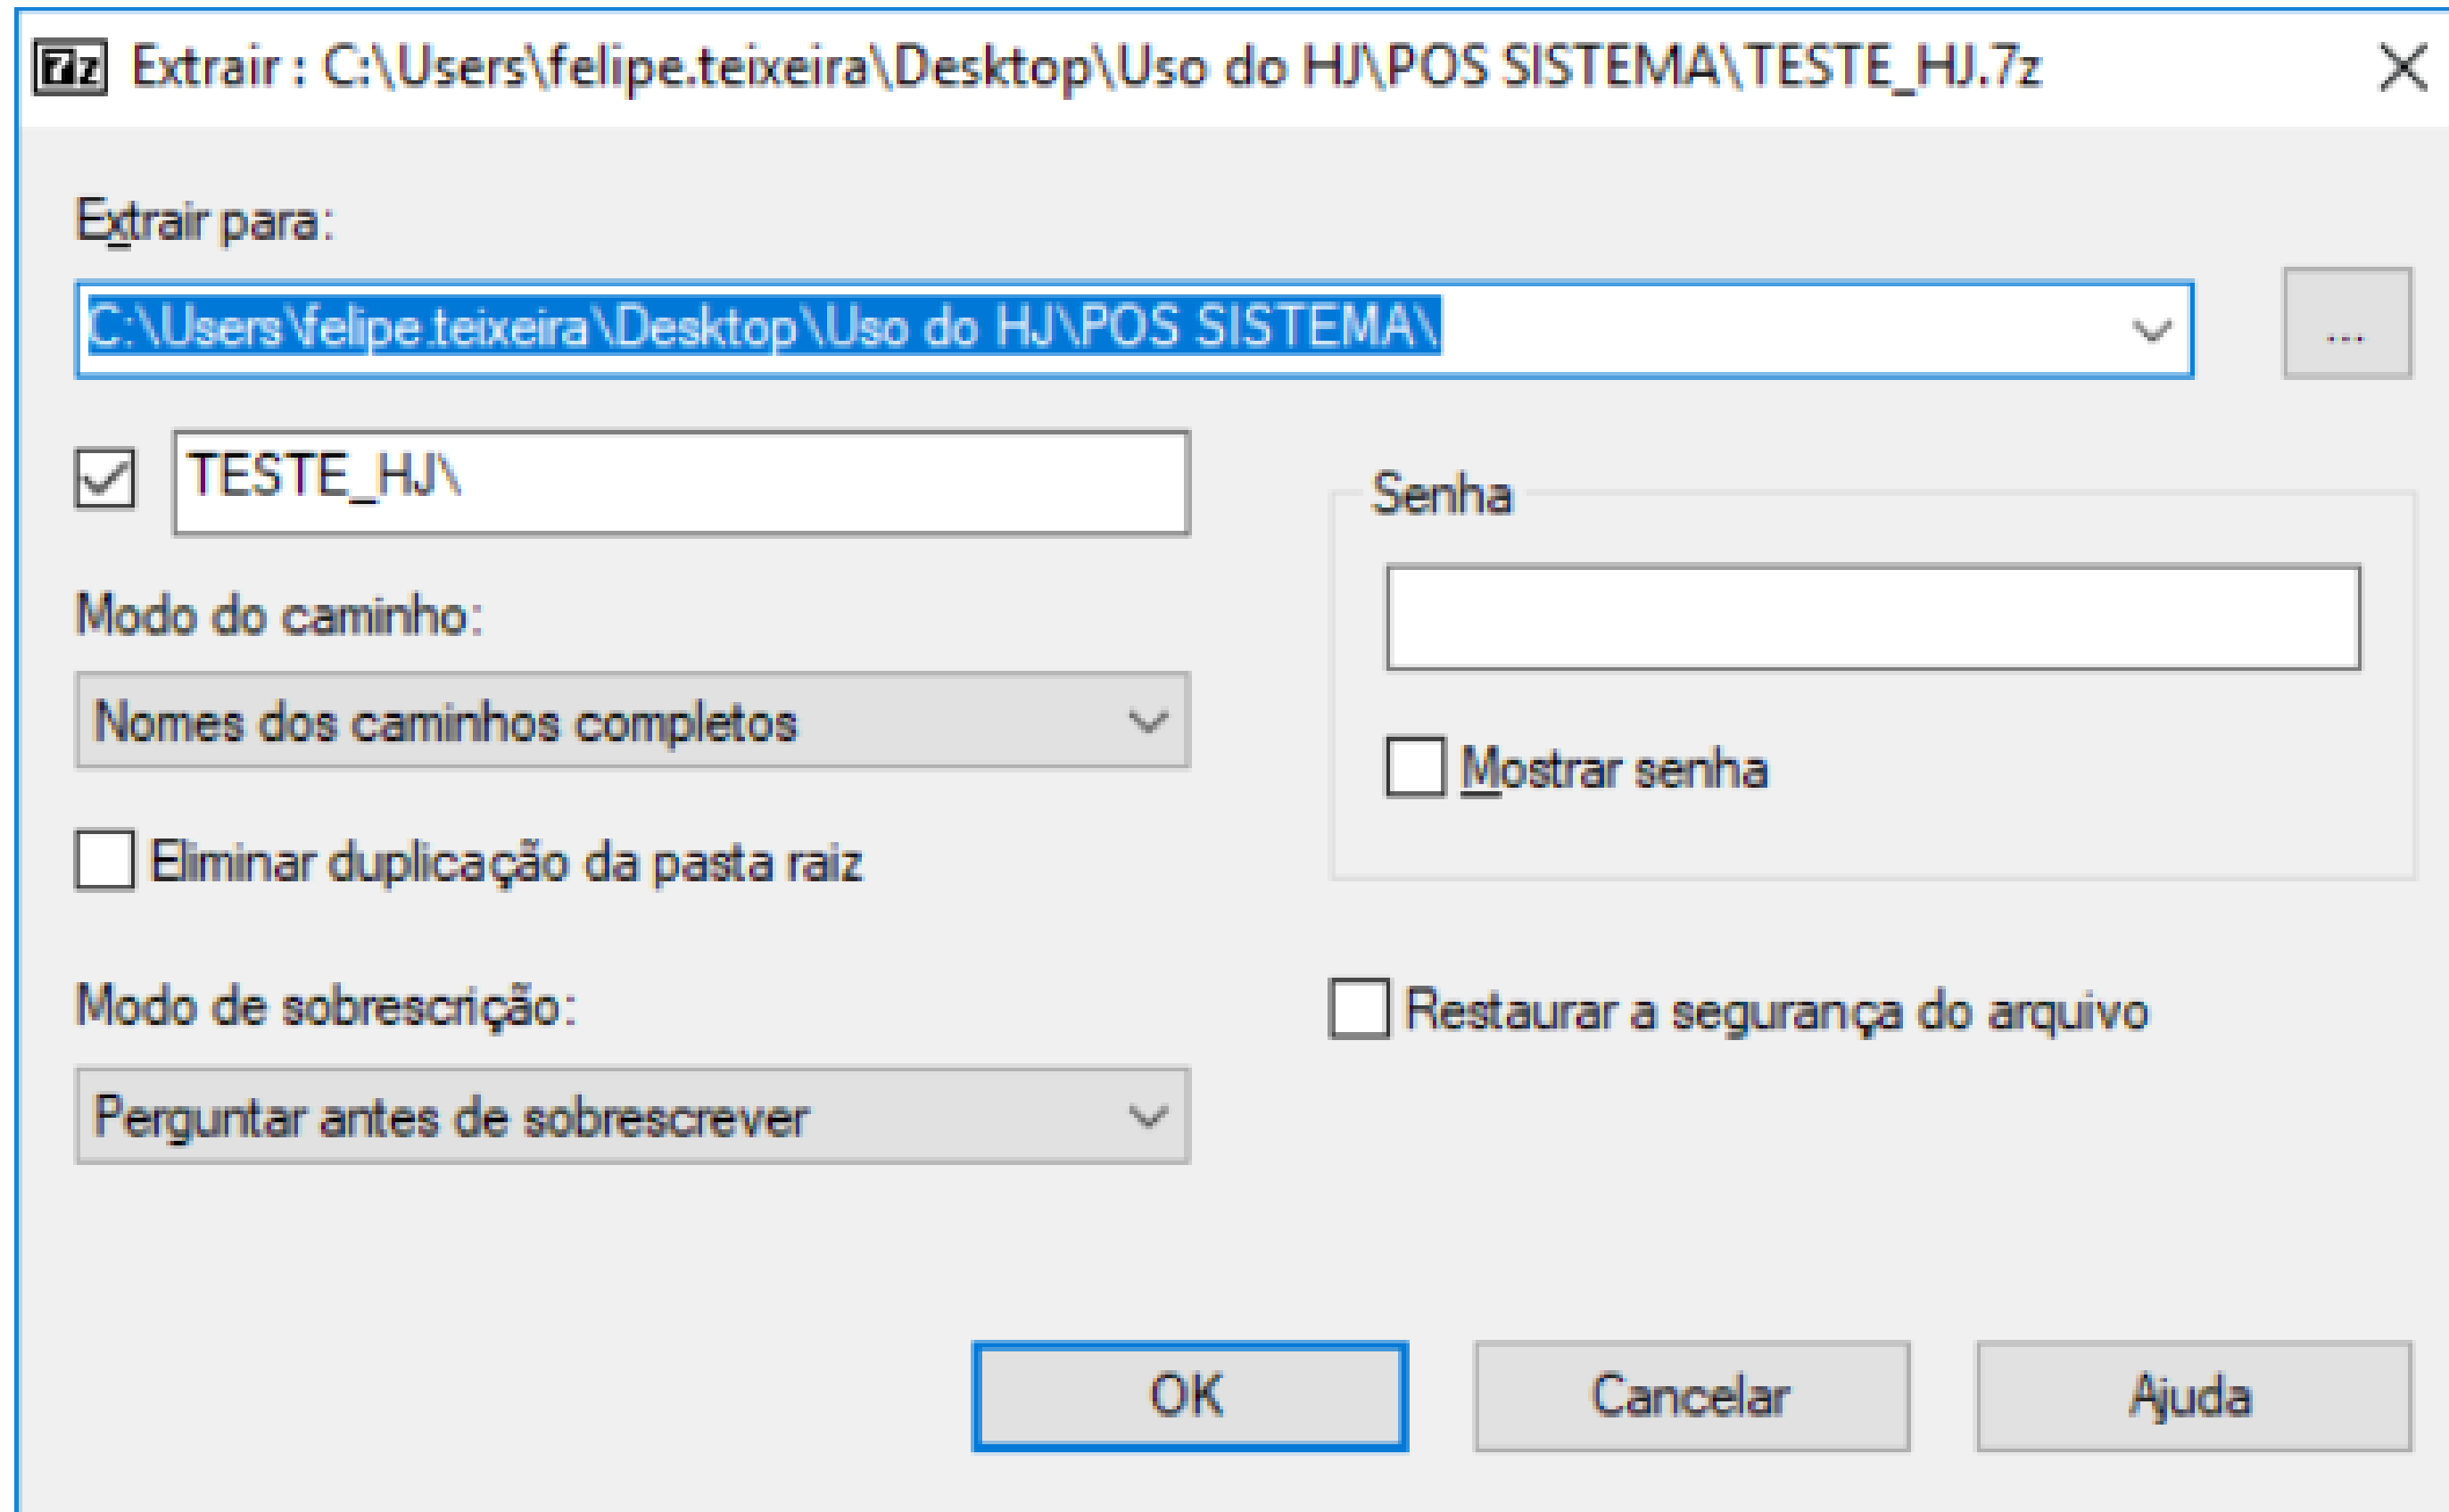 7z Extrair : C:\Users\felipe.teixeira\Desktop\Uso do HJ\POS SISTEMA\TESTE_HJ.7z
Extrair para:
C:\Users\felipe.teixeira\Desktop\Uso do HJ\POS SISTEMA\
...
TESTE_HJ\
Senha
Modo do caminho:
Nomes dos caminhos completos
Mostrar senha
Eliminar duplicação da pasta raiz
Modo de sobrescrição:
Restaurar a segurança do arquivo
Perguntar antes de sobrescrever
OK
Cancelar
Ajuda